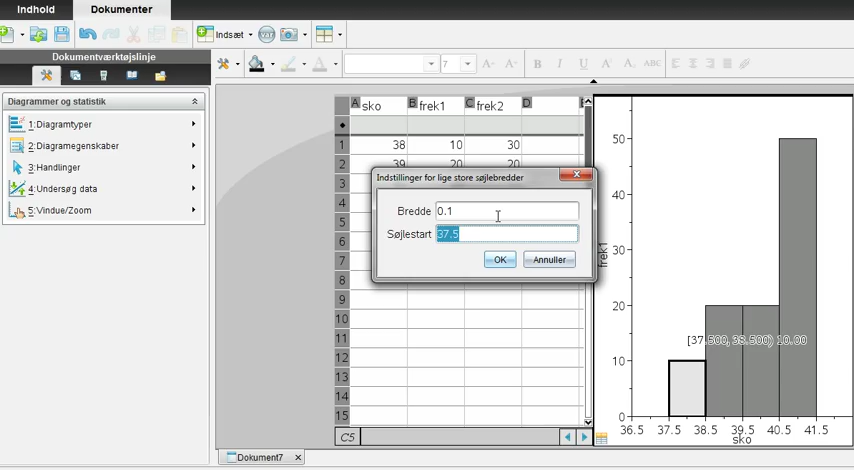 Indhold Dokumenter
Indsæt
Dokumentværktøjslinje
7 A+ A- B I U ABC
Diagrammer og statistik
1:Diagramtyper
2:Diagramegenskaber
3:Handlinger
4:Undersøg data
5:Vindue/Zoom
A sko B frek1 C frek2 D
1 38 10 30
2 39 20 20
3
4
5
6
7
8
9
10
11
12
13
14
15
C5
Indstillinger for lige store søjlebredder
Bredde 0.1
Søjlestart 37.5
OK Annuller
50
40
30
20
10
0
frek1
[37.500, 38.500) 10.00
36.5 37.5 38.5 39.5 40.5 41.5
sko
Dokument7